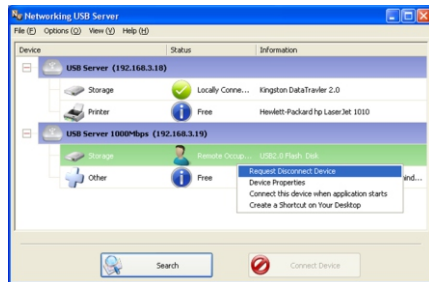 Networking USB Server
File (F) Options (O) View (V) Help (H)
Device Status Information
USB Server (192.168.3.18)
Storage Locally Conne... Kingston DataTravler 2.0
Printer Free Hewlett-Packard hp LaserJet 1010
USB Server 1000Mbps (192.168.3.19)
Storage Remote Occup... USB2.0 Flash Disk
Other Free ind...
Request Disconnect Device
Device Properties
Connect this device when application starts
Create a Shortcut on Your Desktop
Search Connect Device